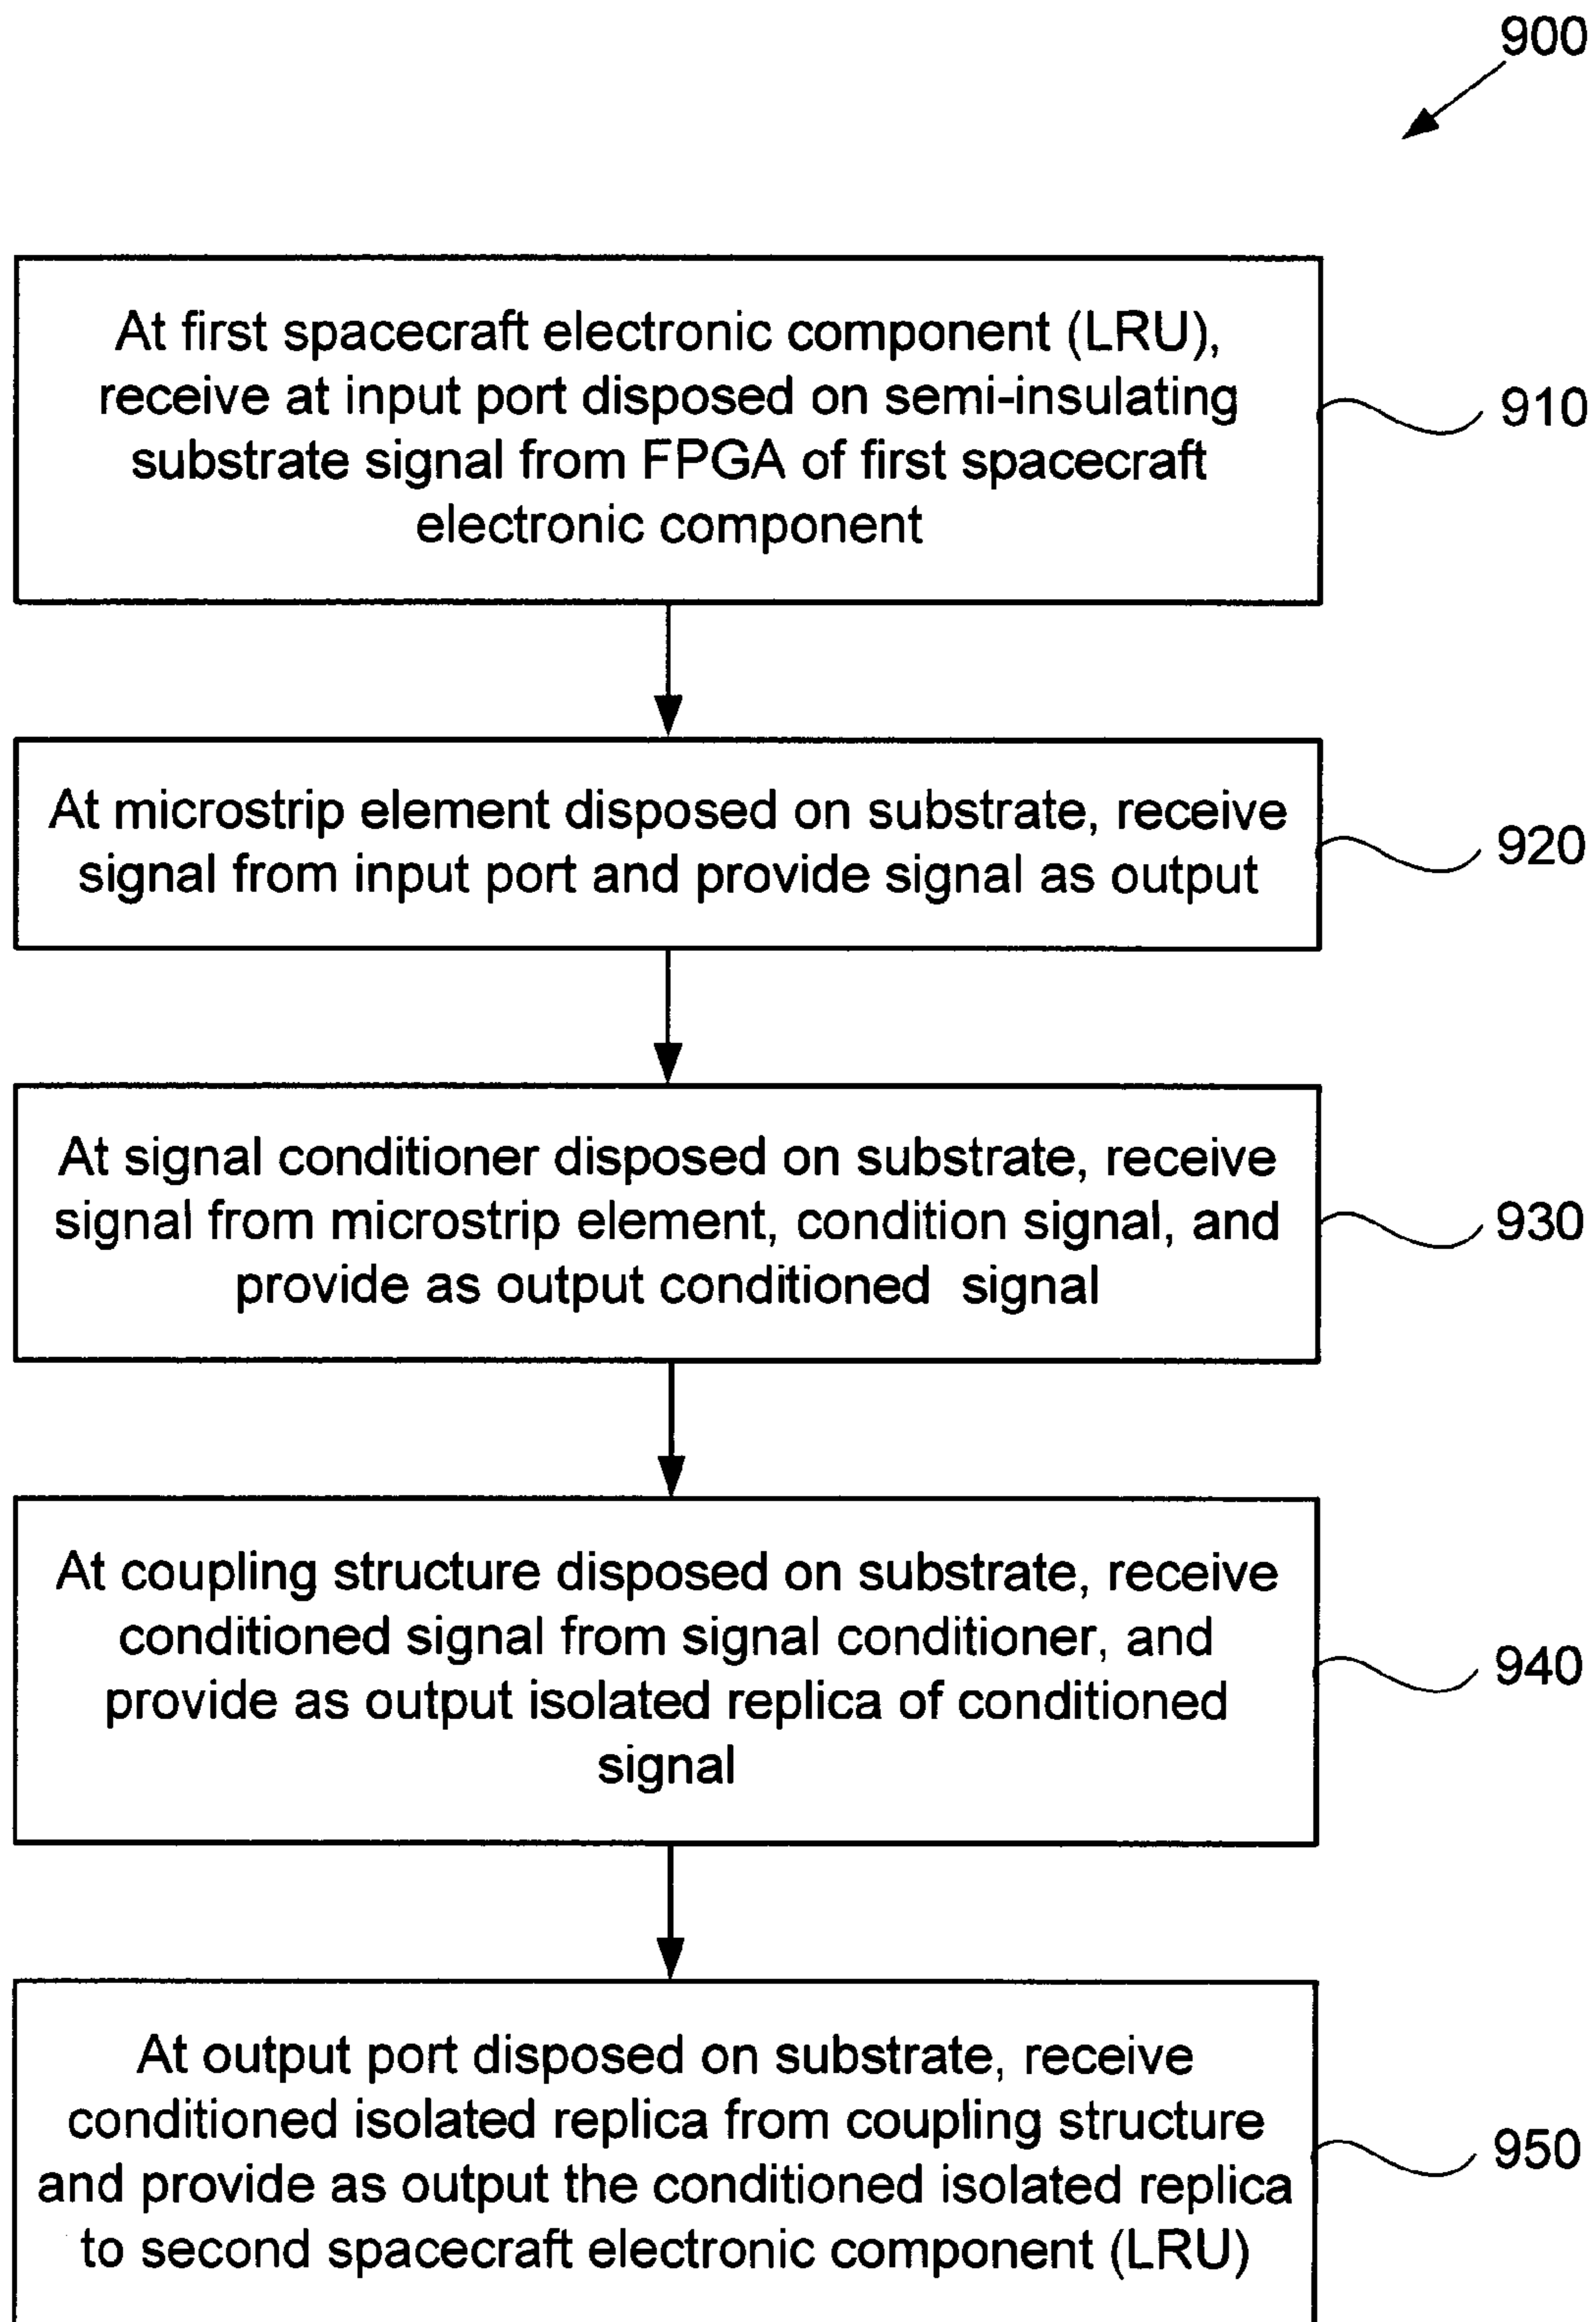 900
At first spacecraft electronic component (LRU),
receive at input port disposed on semi-insulating
substrate signal from FPGA of first spacecraft
electronic component
910
At microstrip element disposed on substrate, receive
signal from input port and provide signal as output
920
At signal conditioner disposed on substrate, receive
signal from microstrip element, condition signal, and
provide as output conditioned signal
930
At coupling structure disposed on substrate, receive
conditioned signal from signal conditioner, and
provide as output isolated replica of conditioned
signal
940
At output port disposed on substrate, receive
conditioned isolated replica from coupling structure
and provide as output the conditioned isolated replica
to second spacecraft electronic component (LRU)
950